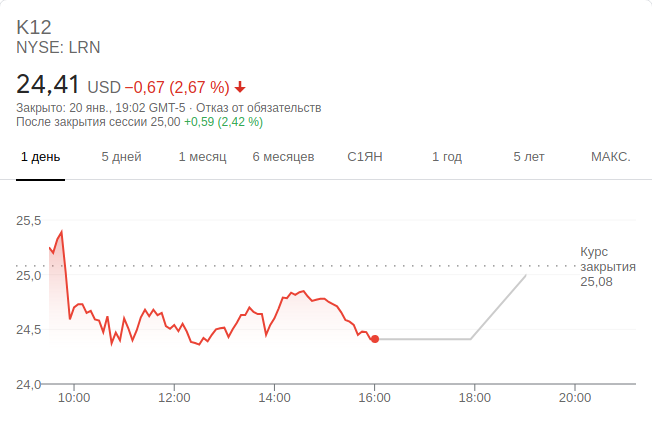 K12
NYSE: LRN
24,41 USD −0,67 (2,67 %)
Закрыто: 20 янв., 19:02 GMT-5 · Отказ от обязательств
После закрытия сессии 25,00 +0,59 (2,42 %)
1 день 5 дней 1 месяц 6 месяцев С1ЯН 1 год 5 лет МАКС.
25,5
Курс
закрытия
25,08
25,0
24,5
24,0
10:00 12:00 14:00 16:00 18:00 20:00